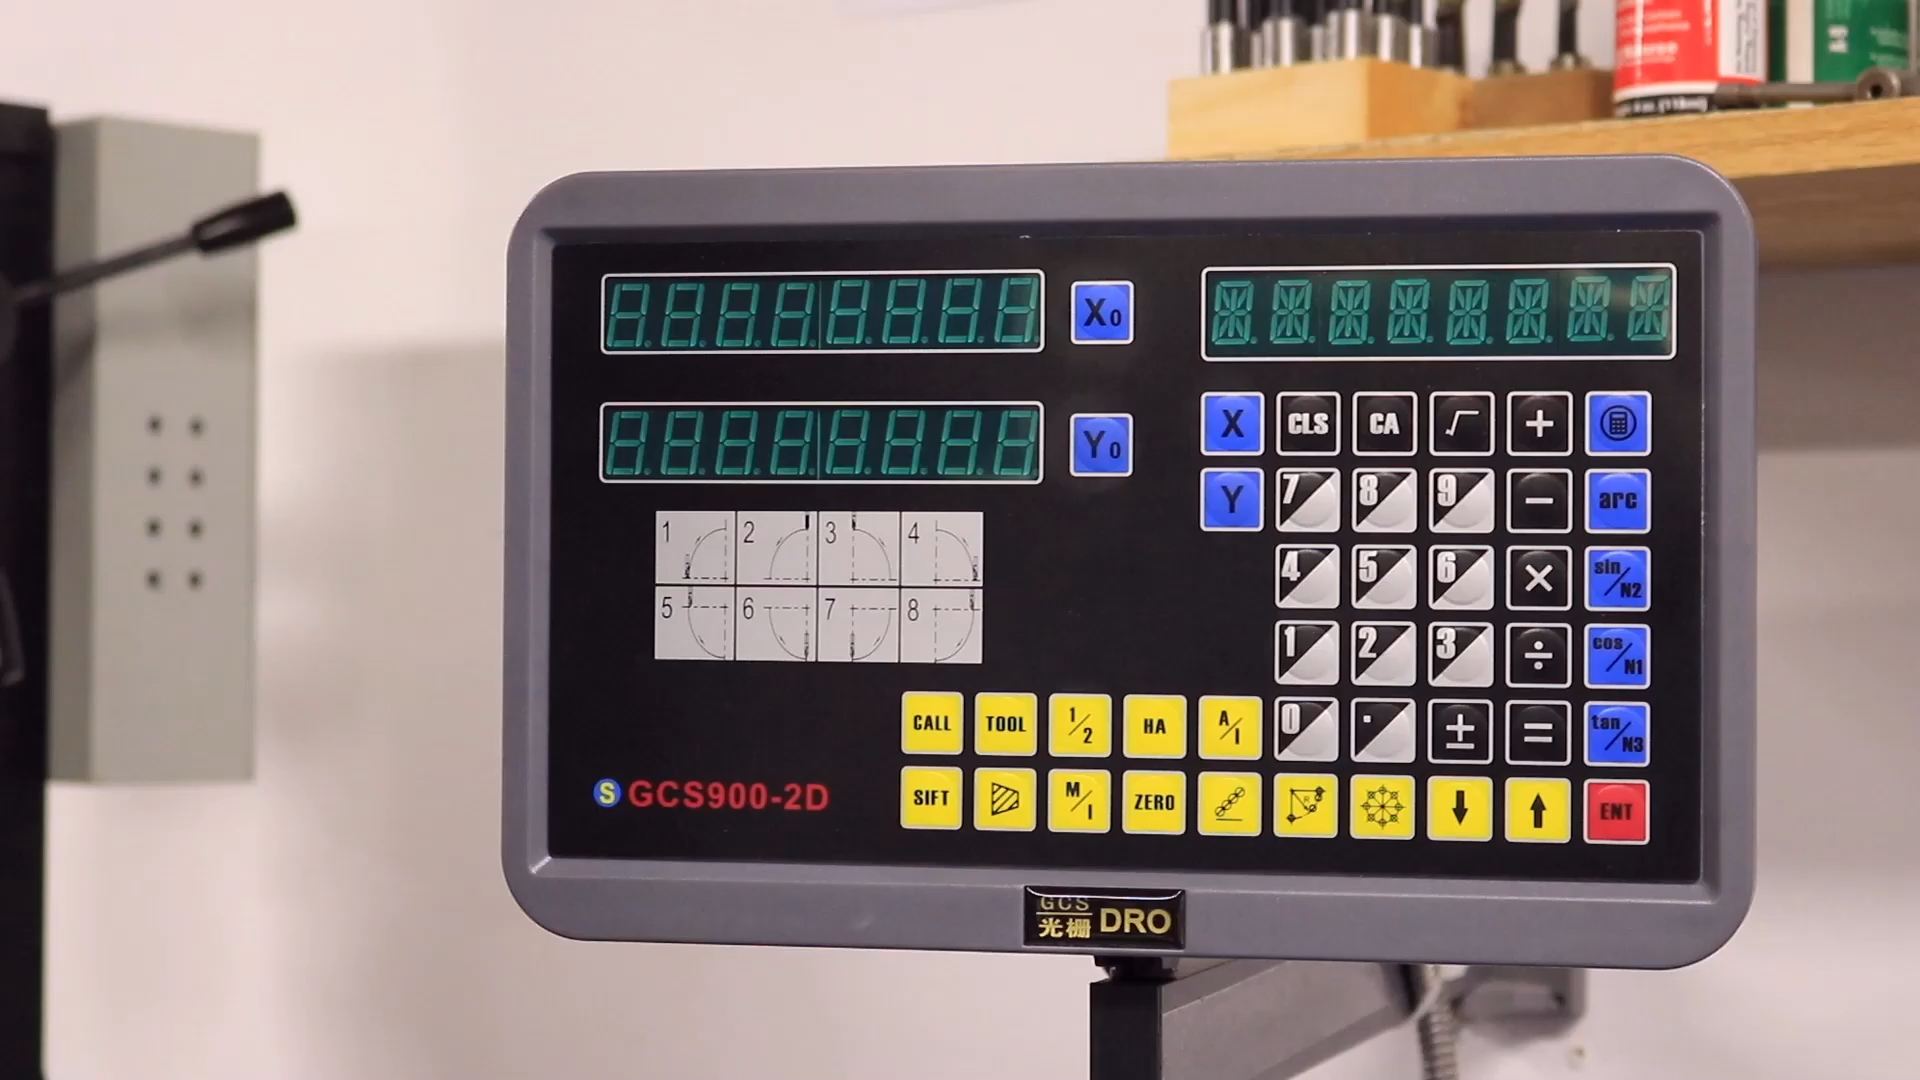 X0
Y0
X CLS CA √ +
Y 7 8 9 − arc
4 5 6 × sin/N2
1 2 3 ÷ cos/N1
0 . ± = tan/N3
1 2 3 4
5 6 7 8
CALL TOOL 1/2 HA A/I
SIFT M/I ZERO ↓ ↑ ENT
S GCS900-2D
GCS
光栅 DRO